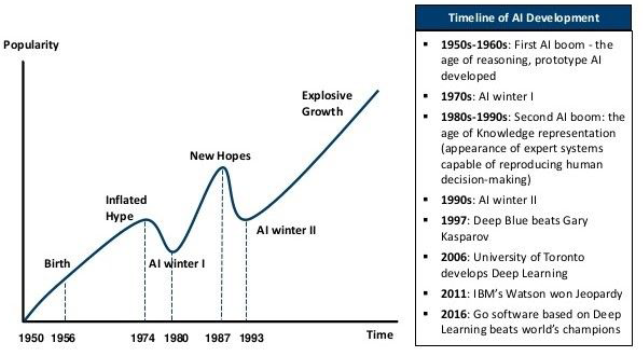 Popularity
Explosive
Growth
New Hopes
Inflated
Hype
AI winter II
Birth
AI winter I
1950 1956 1974 1980 1987 1993
Time
Timeline of AI Development
▪ 1950s-1960s: First AI boom - the
age of reasoning, prototype AI
developed
▪ 1970s: AI winter I
▪ 1980s-1990s: Second AI boom: the
age of Knowledge representation
(appearance of expert systems
capable of reproducing human
decision-making)
▪ 1990s: AI winter II
▪ 1997: Deep Blue beats Gary
Kasparov
▪ 2006: University of Toronto
develops Deep Learning
▪ 2011: IBM's Watson won Jeopardy
▪ 2016: Go software based on Deep
Learning beats world's champions